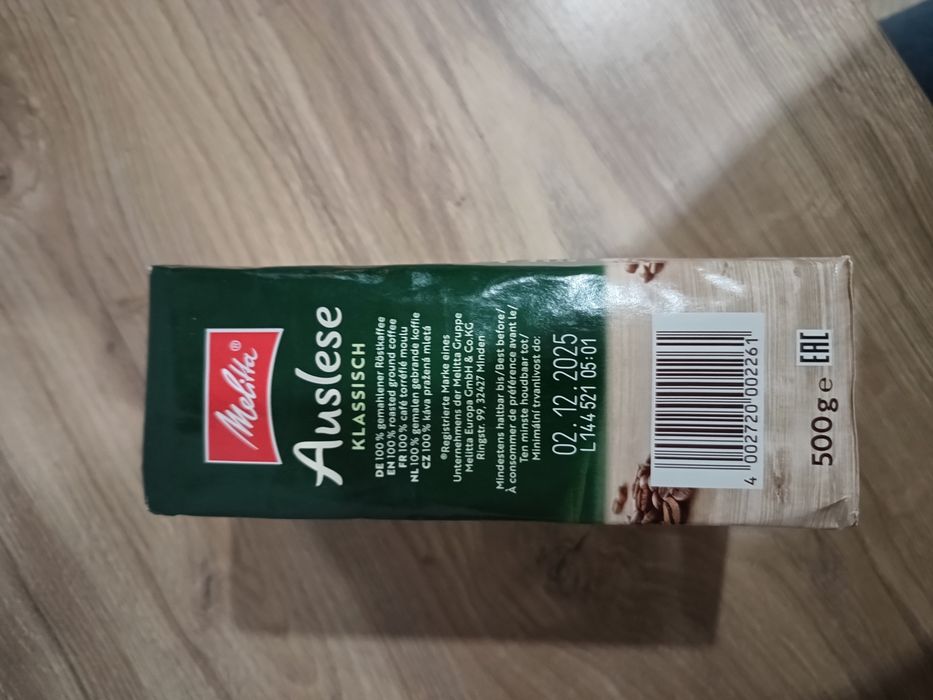 Melitta®
Auslese
KLASSISCH
DE 100% gemahlener Röstkaffee
EN 100% roasted ground coffee
FR 100% café torréfié moulu
NL 100% gemalen gebrande koffie
CZ 100% káva pražená mletá
®Registrierte Marke eines
Unternehmens der Melitta Gruppe
Melitta Europa GmbH & Co.KG
Ringstr. 99, 32427 Minden
Mindestens haltbar bis/Best before/
À consommer de préférence avant le/
Ten minste houdbaar tot/
Minimální trvanlivost do:
02.12.2025
L144 521 05:01
4 002720 002261
500g e EAC